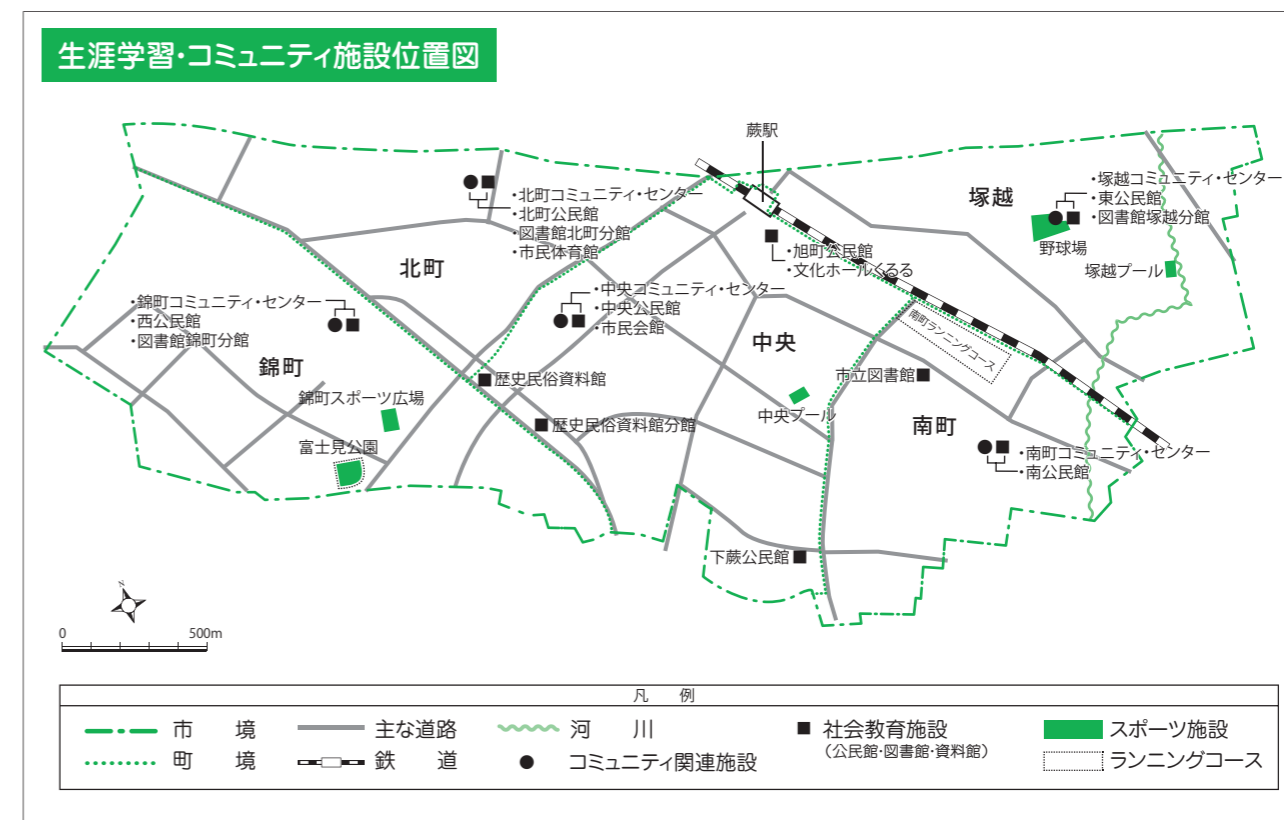 生涯学習・コミュニティ施設位置図
蕨駅
塚越
・塚越コミュニティ・センター
・東公民館
・図書館塚越分館
野球場
塚越プール
・北町コミュニティ・センター
・北町公民館
・図書館北町分館
・市民体育館
北町
・旭町公民館
・文化ホールくるる
・中央コミュニティ・センター
・中央公民館
・市民会館
・錦町コミュニティ・センター
・西公民館
・図書館錦町分館
錦町
中央
南町ランニングコース
歴史民俗資料館
市立図書館
錦町スポーツ広場
中央プール
歴史民俗資料館分館
南町
富士見公園
・南町コミュニティ・センター
・南公民館
下蕨公民館
N
0 500m
凡 例
市 境
主な道路
河 川
社会教育施設
(公民館・図書館・資料館)
スポーツ施設
町 境
鉄 道
コミュニティ関連施設
ランニングコース